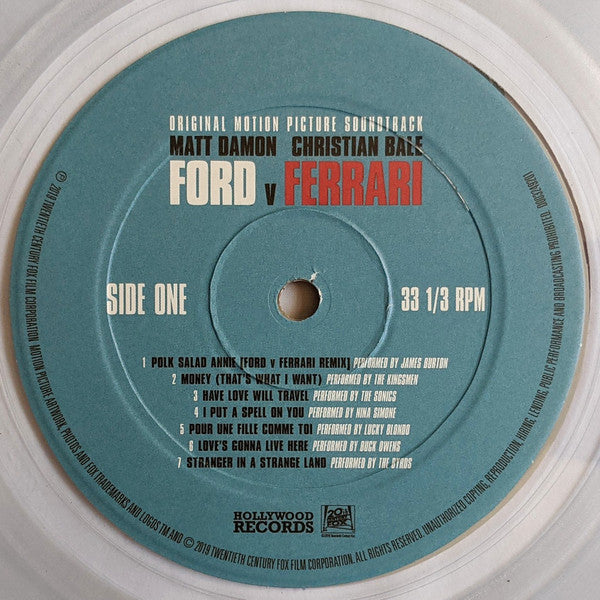 ORIGINAL MOTION PICTURE SOUNDTRACK
MATT DAMON CHRISTIAN BALE
FORD v FERRARI
SIDE ONE
33 1/3 RPM
1 POLK SALAD ANNIE [FORD v FERRARI REMIX] PERFORMED BY JAMES BURTON
2 MONEY (THAT'S WHAT I WANT) PERFORMED BY THE KINGSMEN
3 HAVE LOVE WILL TRAVEL PERFORMED BY THE SONICS
4 I PUT A SPELL ON YOU PERFORMED BY NINA SIMONE
5 POUR UNE FILLE COMME TOI PERFORMED BY LUCKY BLONDO
6 LOVE'S GONNA LIVE HERE PERFORMED BY BUCK OWENS
7 STRANGER IN A STRANGE LAND PERFORMED BY THE BYRDS
HOLLYWOOD
RECORDS
20
CENTURY
FOX
© 2019 TWENTIETH CENTURY FOX FILM CORPORATION. MOTION PICTURE ARTWORK, PHOTOS AND FOX TRADEMARKS AND LOGOS TM AND © 2019 TWENTIETH CENTURY FOX FILM CORPORATION. ALL RIGHTS RESERVED. UNAUTHORIZED COPYING, REPRODUCTION, HIRING, LENDING, PUBLIC PERFORMANCE AND BROADCASTING PROHIBITED.